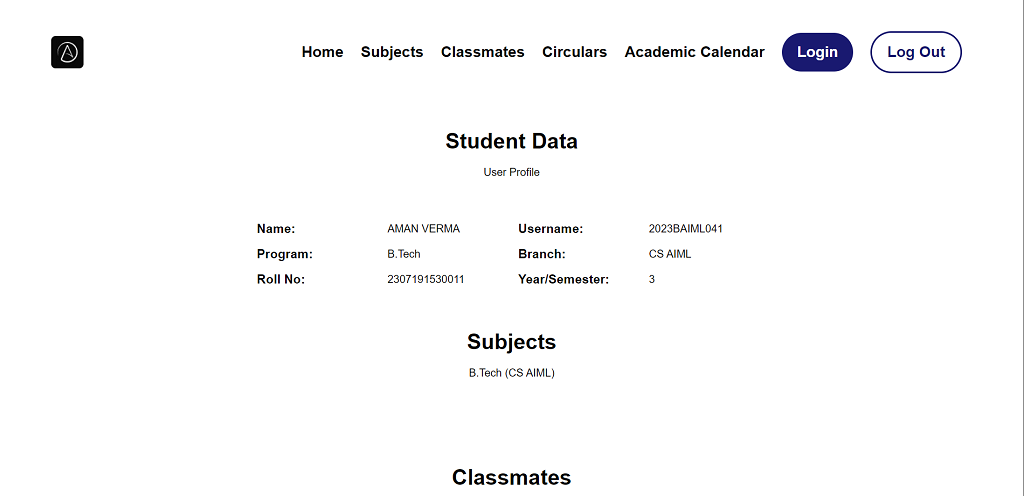 Home Subjects Classmates Circulars Academic Calendar Login Log Out
Student Data
User Profile
Name: AMAN VERMA Username: 2023BAIML041
Program: B.Tech Branch: CS AIML
Roll No: 2307191530011 Year/Semester: 3
Subjects
B.Tech (CS AIML)
Classmates